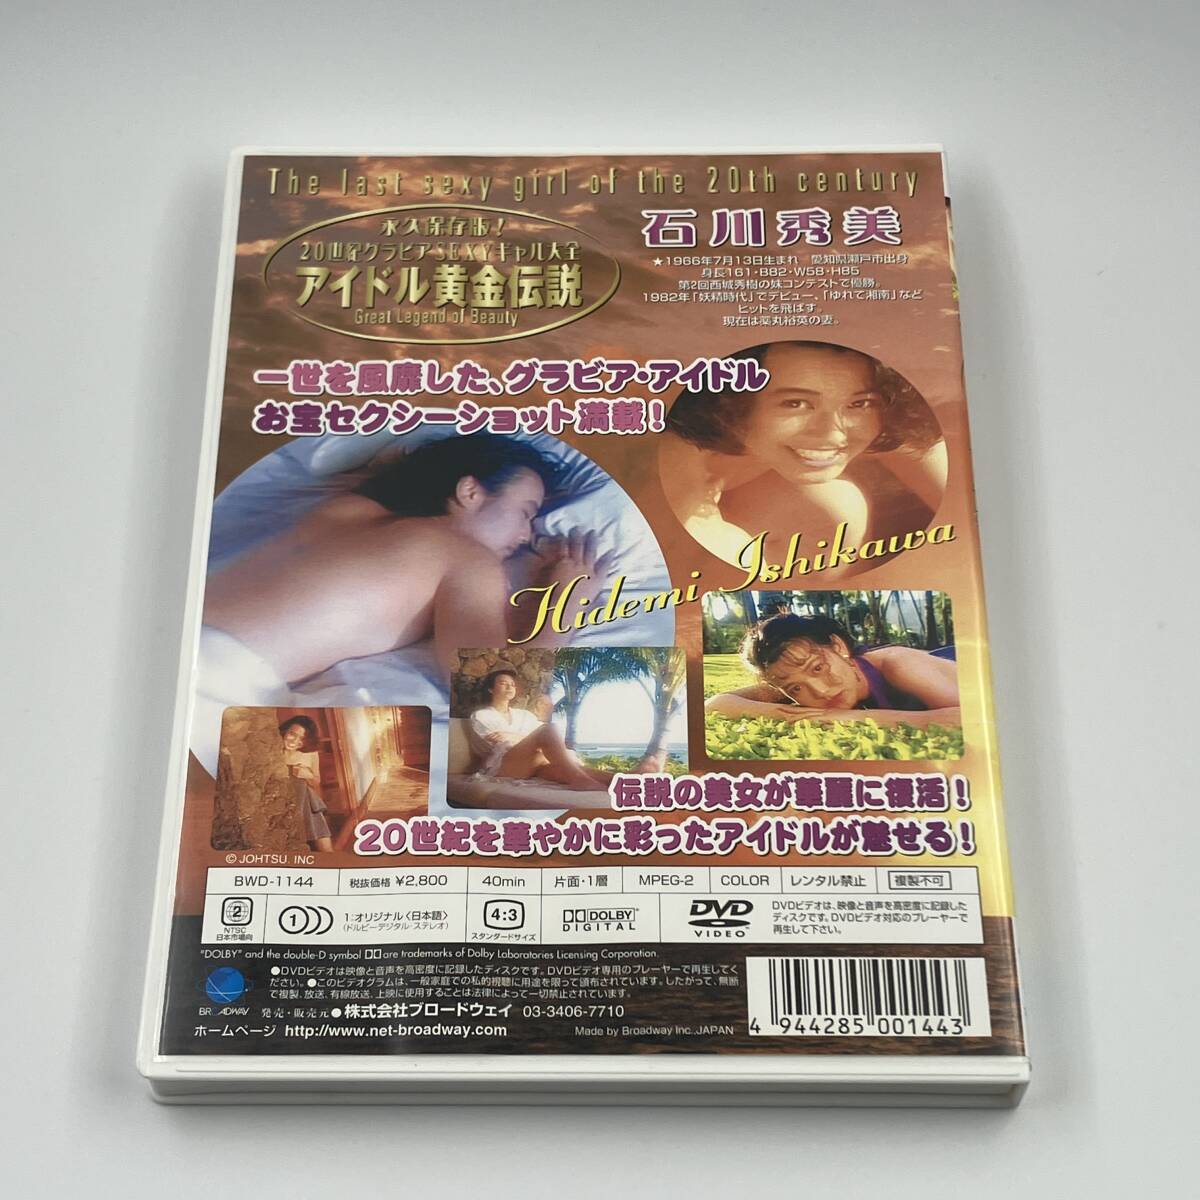 The last sexy girl of the 20th century
永久保存版！
20世紀グラビアSEXYギャル大全
アイドル黄金伝説
Great Legend of Beauty
石川秀美
★1966年7月13日生まれ 愛知県瀬戸市出身
身長161・B82・W58・H85
第2回西城秀樹の妹コンテストで優勝。
1982年「妖精時代」でデビュー、「ゆれて湘南」など
ヒットを飛ばす。
現在は薬丸裕英の妻。
一世を風靡した、グラビア・アイドル
お宝セクシーショット満載！
Hidemi Ishikawa
伝説の美女が華麗に復活！
20世紀を華やかに彩ったアイドルが魅せる！
© JOHTSU. INC
BWD-1144 税抜価格 ¥2,800 40min 片面・1層 MPEG-2 COLOR レンタル禁止 複製不可
2
NTSC
日本市場向
1
1:オリジナル〈日本語〉
(ドルビーデジタル・ステレオ)
4:3
スタンダードサイズ
DOLBY
DIGITAL
DVD
VIDEO
DVDビデオは、映像と音声を高密度に記録した
ディスクです。DVDビデオ対応のプレーヤーで
再生して下さい。
"DOLBY" and the double-D symbol are trademarks of Dolby Laboratories Licensing Corporation.
●DVDビデオは映像と音声を高密度に記録したディスクです。DVDビデオ専用のプレーヤーで再生してく
ださい。●このビデオグラムは、一般家庭での私的視聴に用途を限って頒布されています。したがって、無断
で複製、放送、有線放送、上映に使用することは法律によって一切禁止されています。
BROADWAY
発売・販売元●株式会社ブロードウェイ 03-3406-7710
ホームページ http://www.net-broadway.com
Made by Broadway Inc.,JAPAN
4 944285 001443